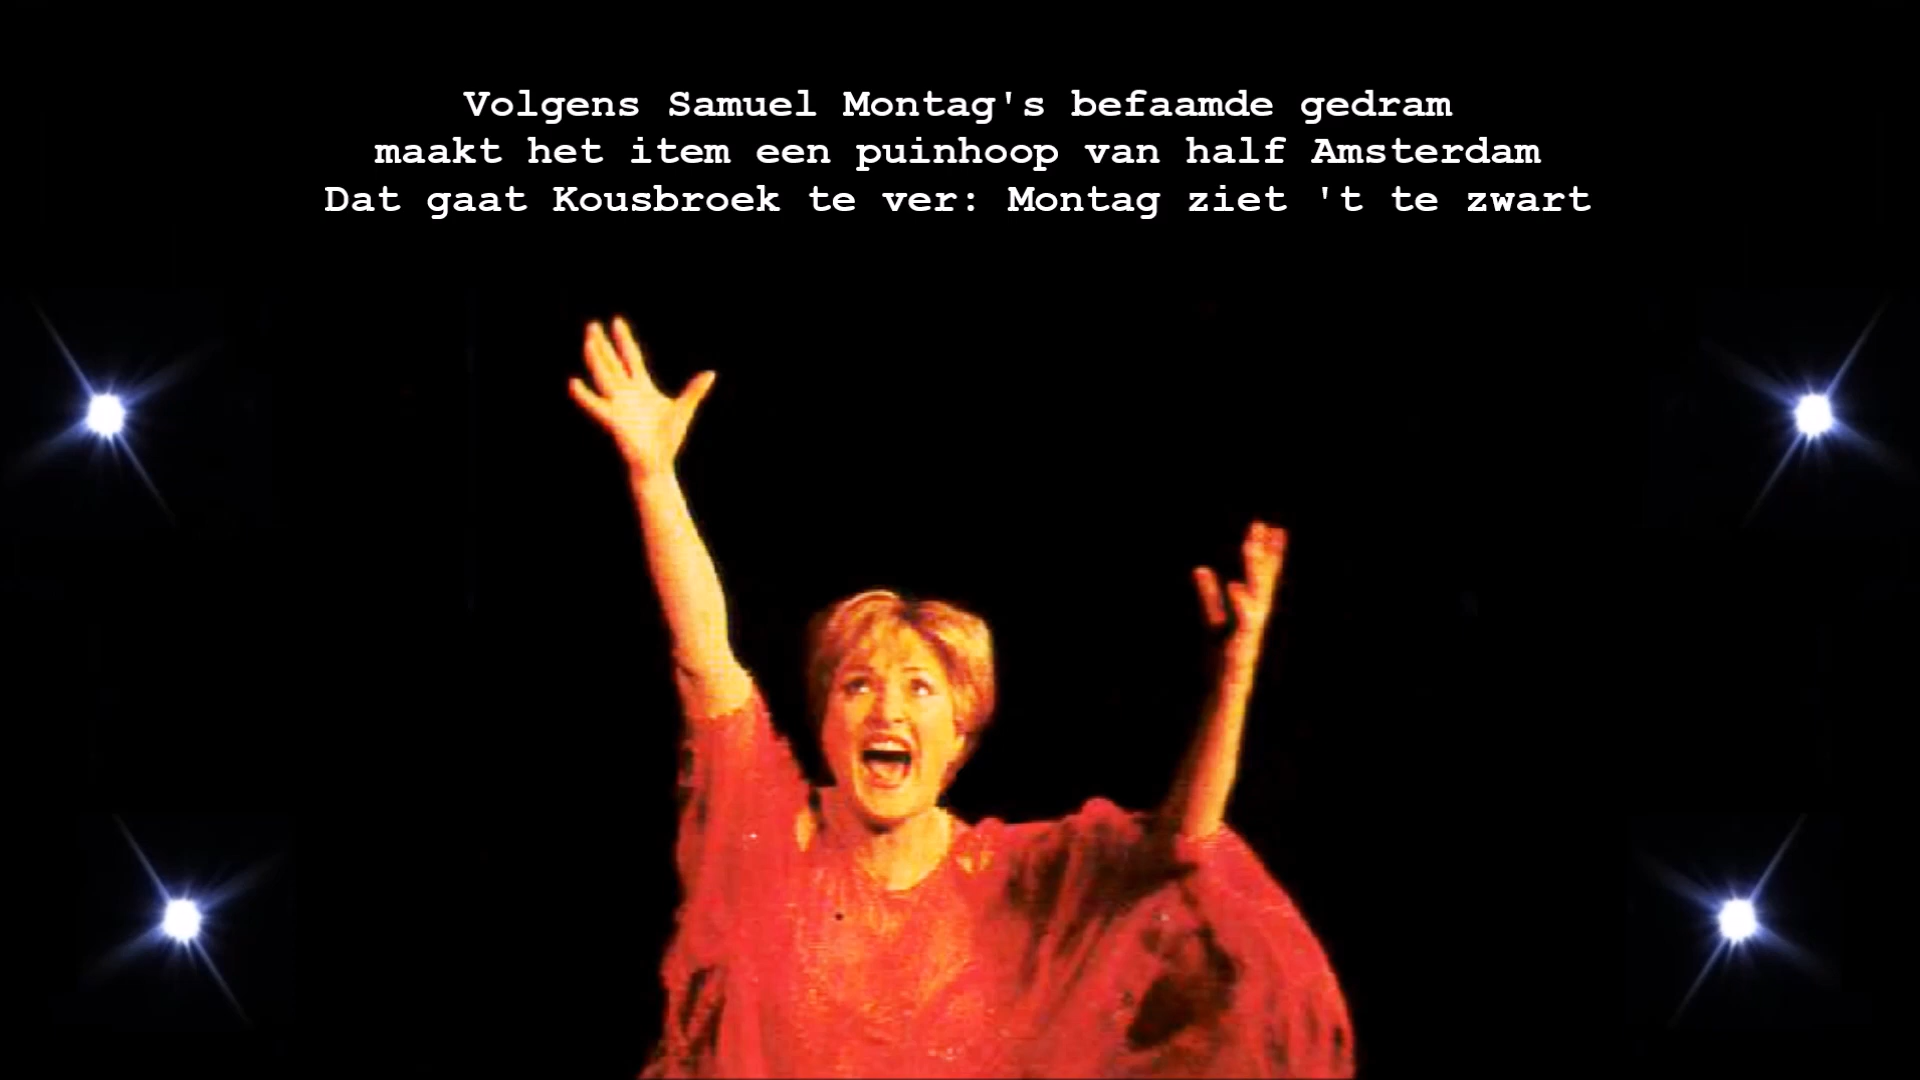 Volgens Samuel Montag's befaamde gedram
maakt het item een puinhoop van half Amsterdam
Dat gaat Kousbroek te ver: Montag ziet 't te zwart